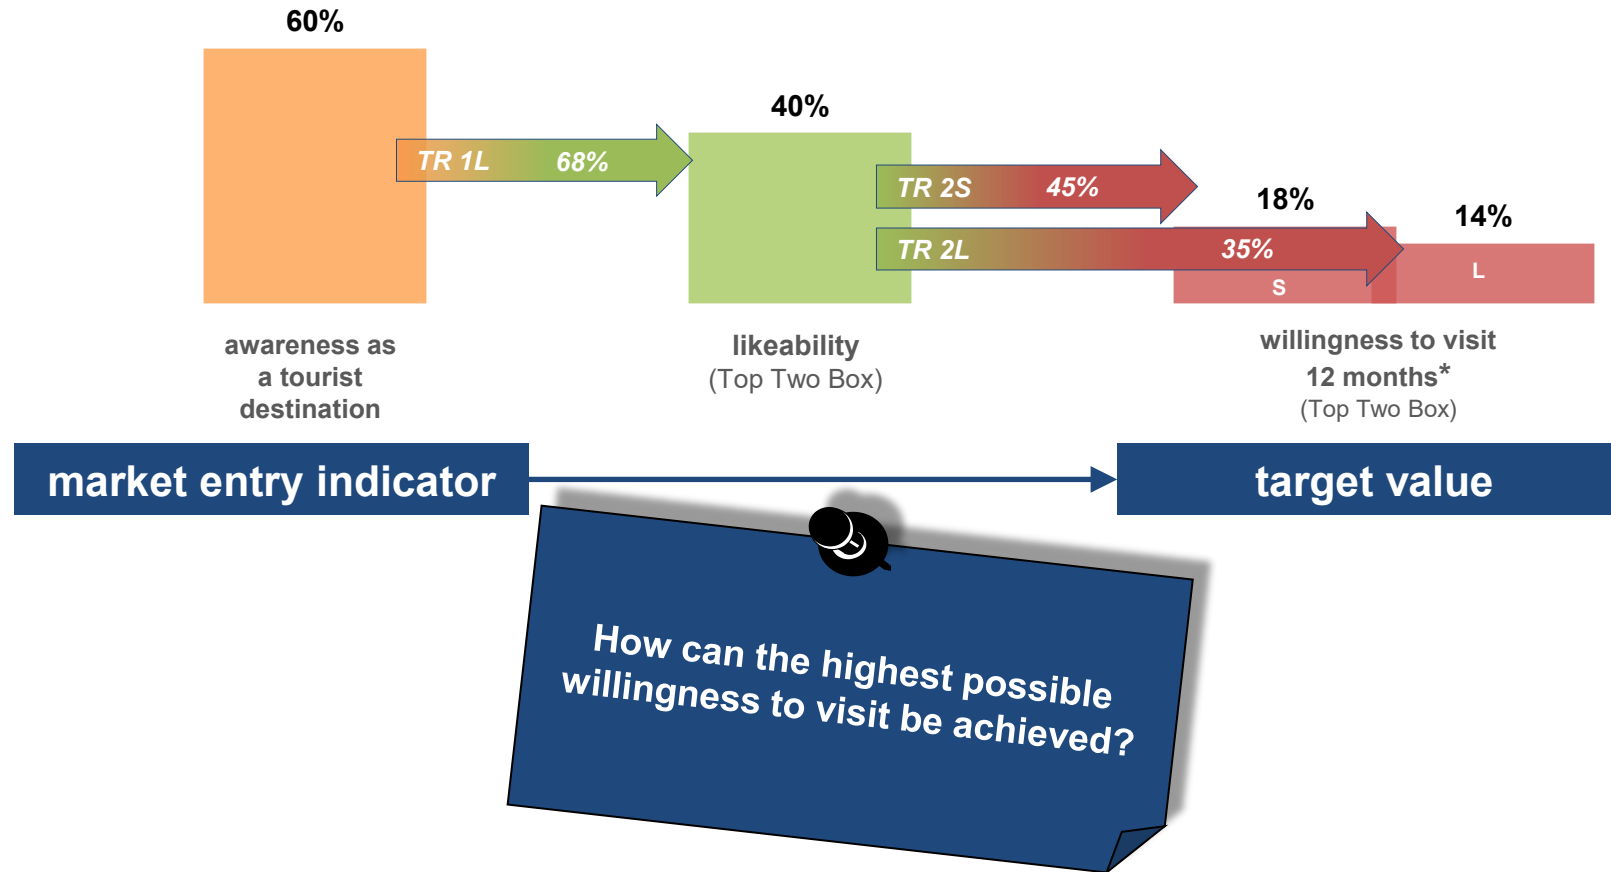 60%
40%
TR 1L 68%
TR 2S 45%
18%
14%
TR 2L 35%
S
L
awareness as
a tourist
destination
likeability
(Top Two Box)
willingness to visit
12 months*
(Top Two Box)
market entry indicator
target value
How can the highest possible
willingness to visit be achieved?